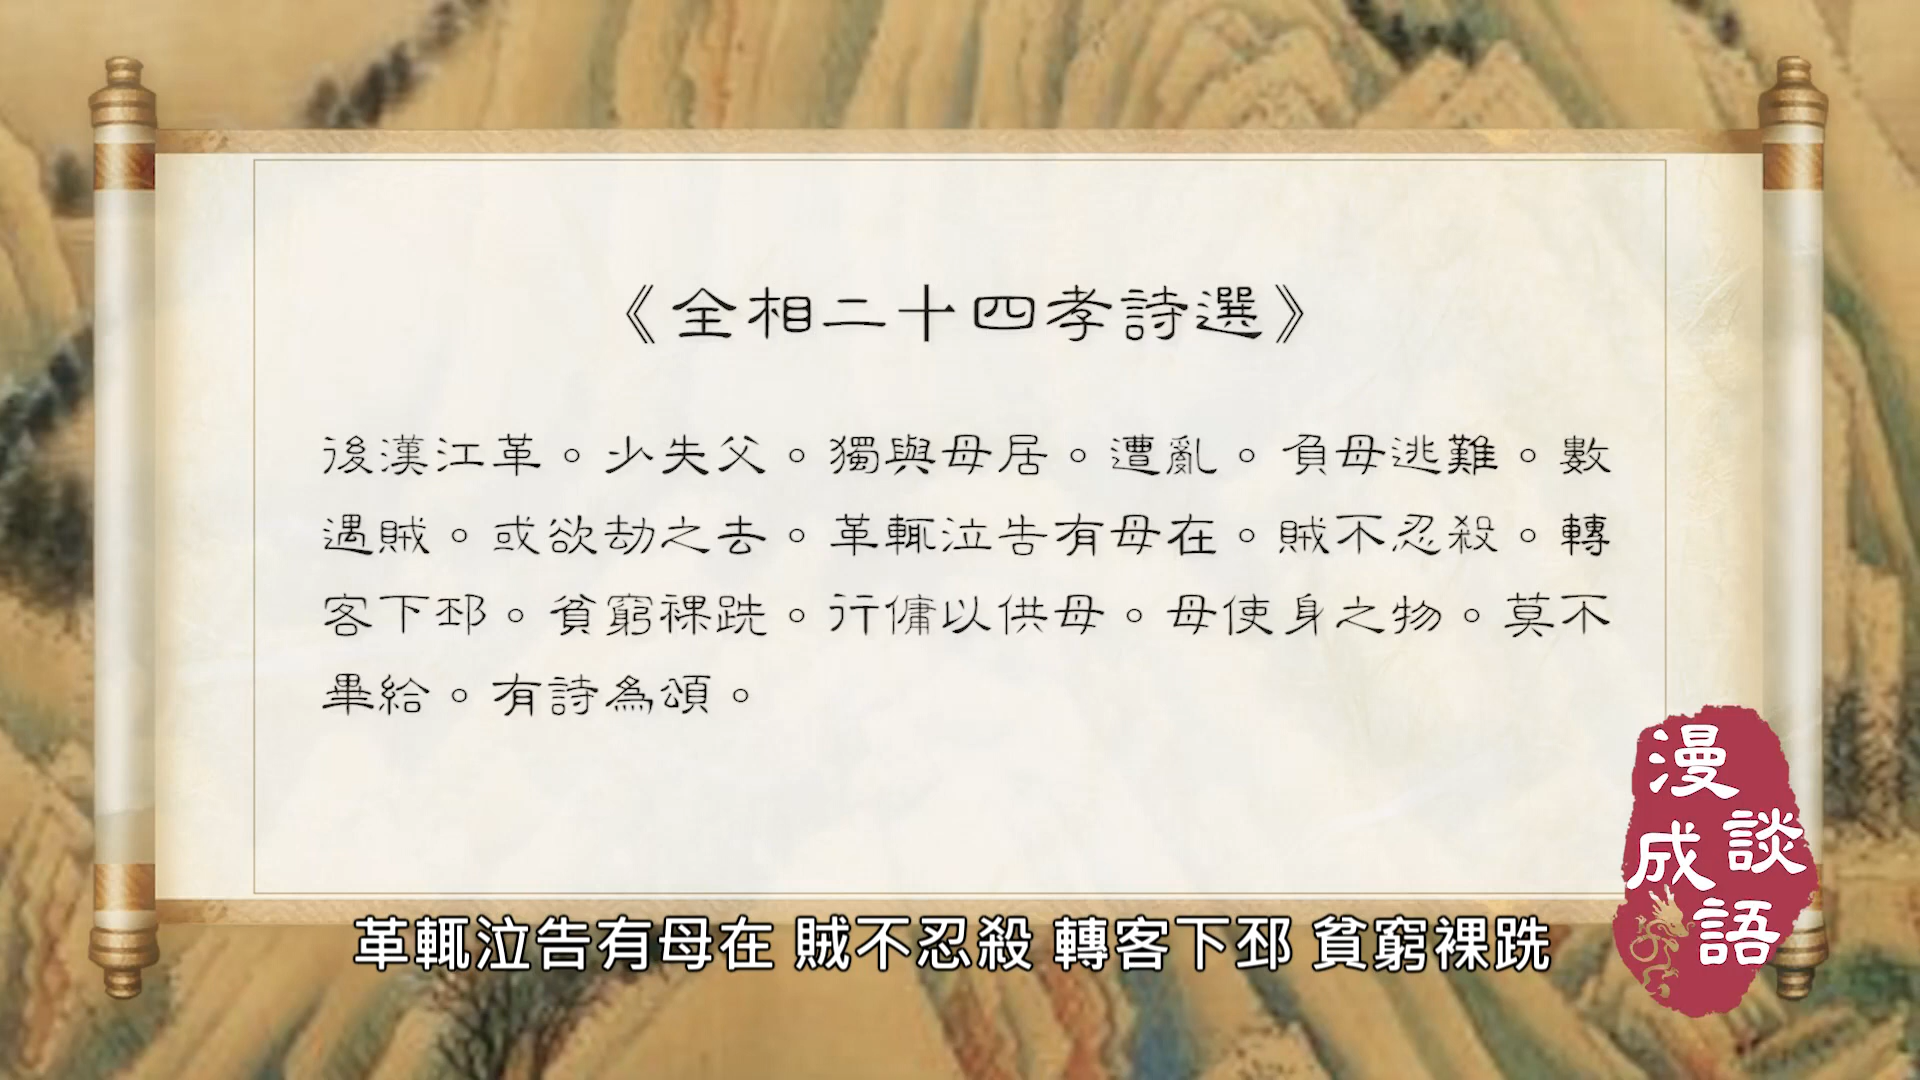 《全相二十四孝詩選》
後漢江革。少失父。獨與母居。遭亂。負母逃難。數
遇賊。或欲劫之去。革輒泣告有母在。賊不忍殺。轉
客下邳。貧窮裸跣。行傭以供母。母使身之物。莫不
畢給。有詩為頌。
革輒泣告有母在 賊不忍殺 轉客下邳 貧窮裸跣
漫談
成語